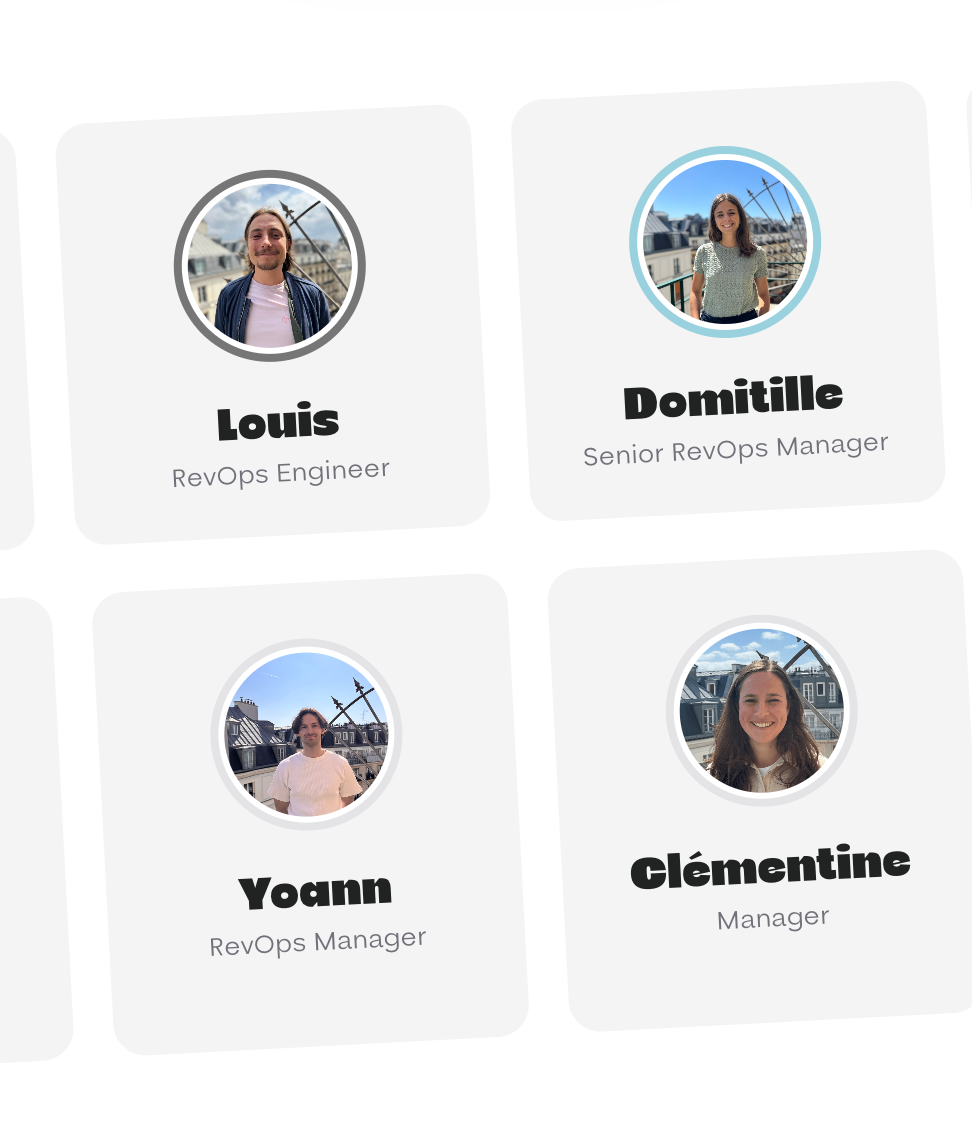 Louis
RevOps Engineer
Domitille
Senior RevOps Manager
Yoann
RevOps Manager
Clémentine
Manager